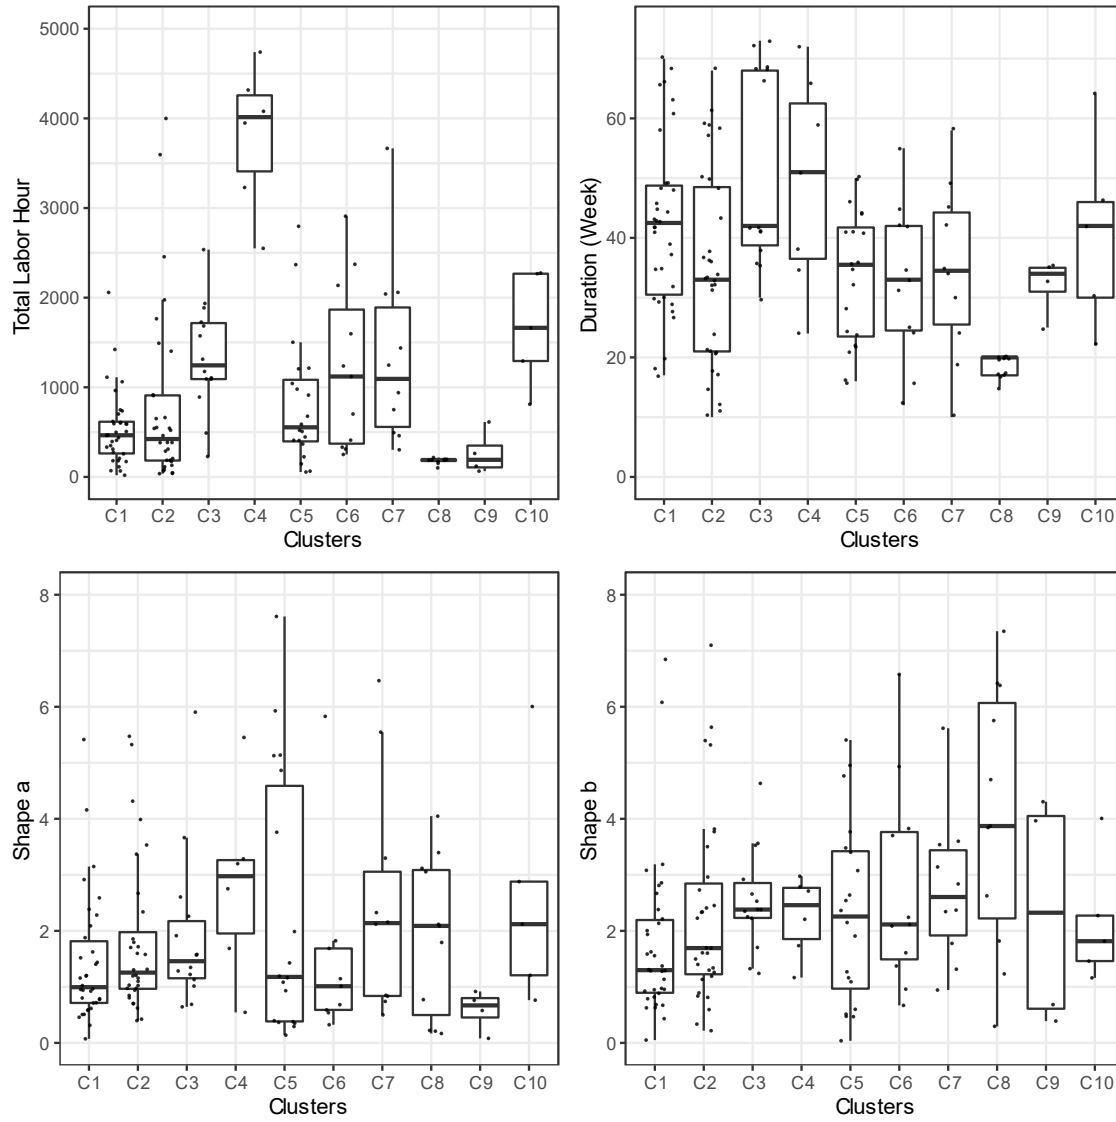 Total Labor Hour
5000
4000
3000
2000
1000
0
C1 C2 C3 C4 C5 C6 C7 C8 C9 C10
Clusters
Duration (Week)
60
40
20
0
C1 C2 C3 C4 C5 C6 C7 C8 C9 C10
Clusters
Shape a
8
6
4
2
0
C1 C2 C3 C4 C5 C6 C7 C8 C9 C10
Clusters
Shape b
8
6
4
2
0
C1 C2 C3 C4 C5 C6 C7 C8 C9 C10
Clusters